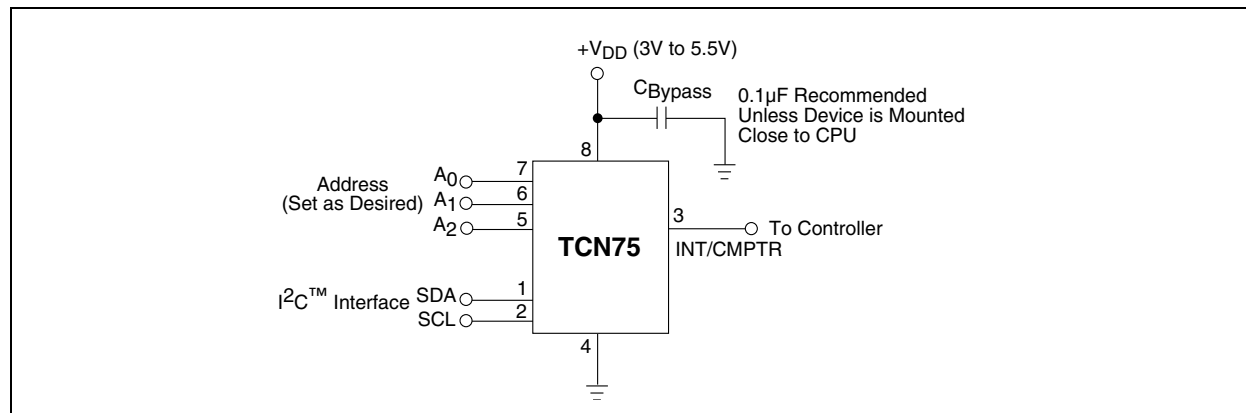 +VDD (3V to 5.5V)
CBypass
0.1µF Recommended
Unless Device is Mounted
Close to CPU
8
Address
(Set as Desired)
A0
7
A1
6
A2
5
TCN75
3
To Controller
INT/CMPTR
I2C™ Interface
SDA
1
SCL
2
4